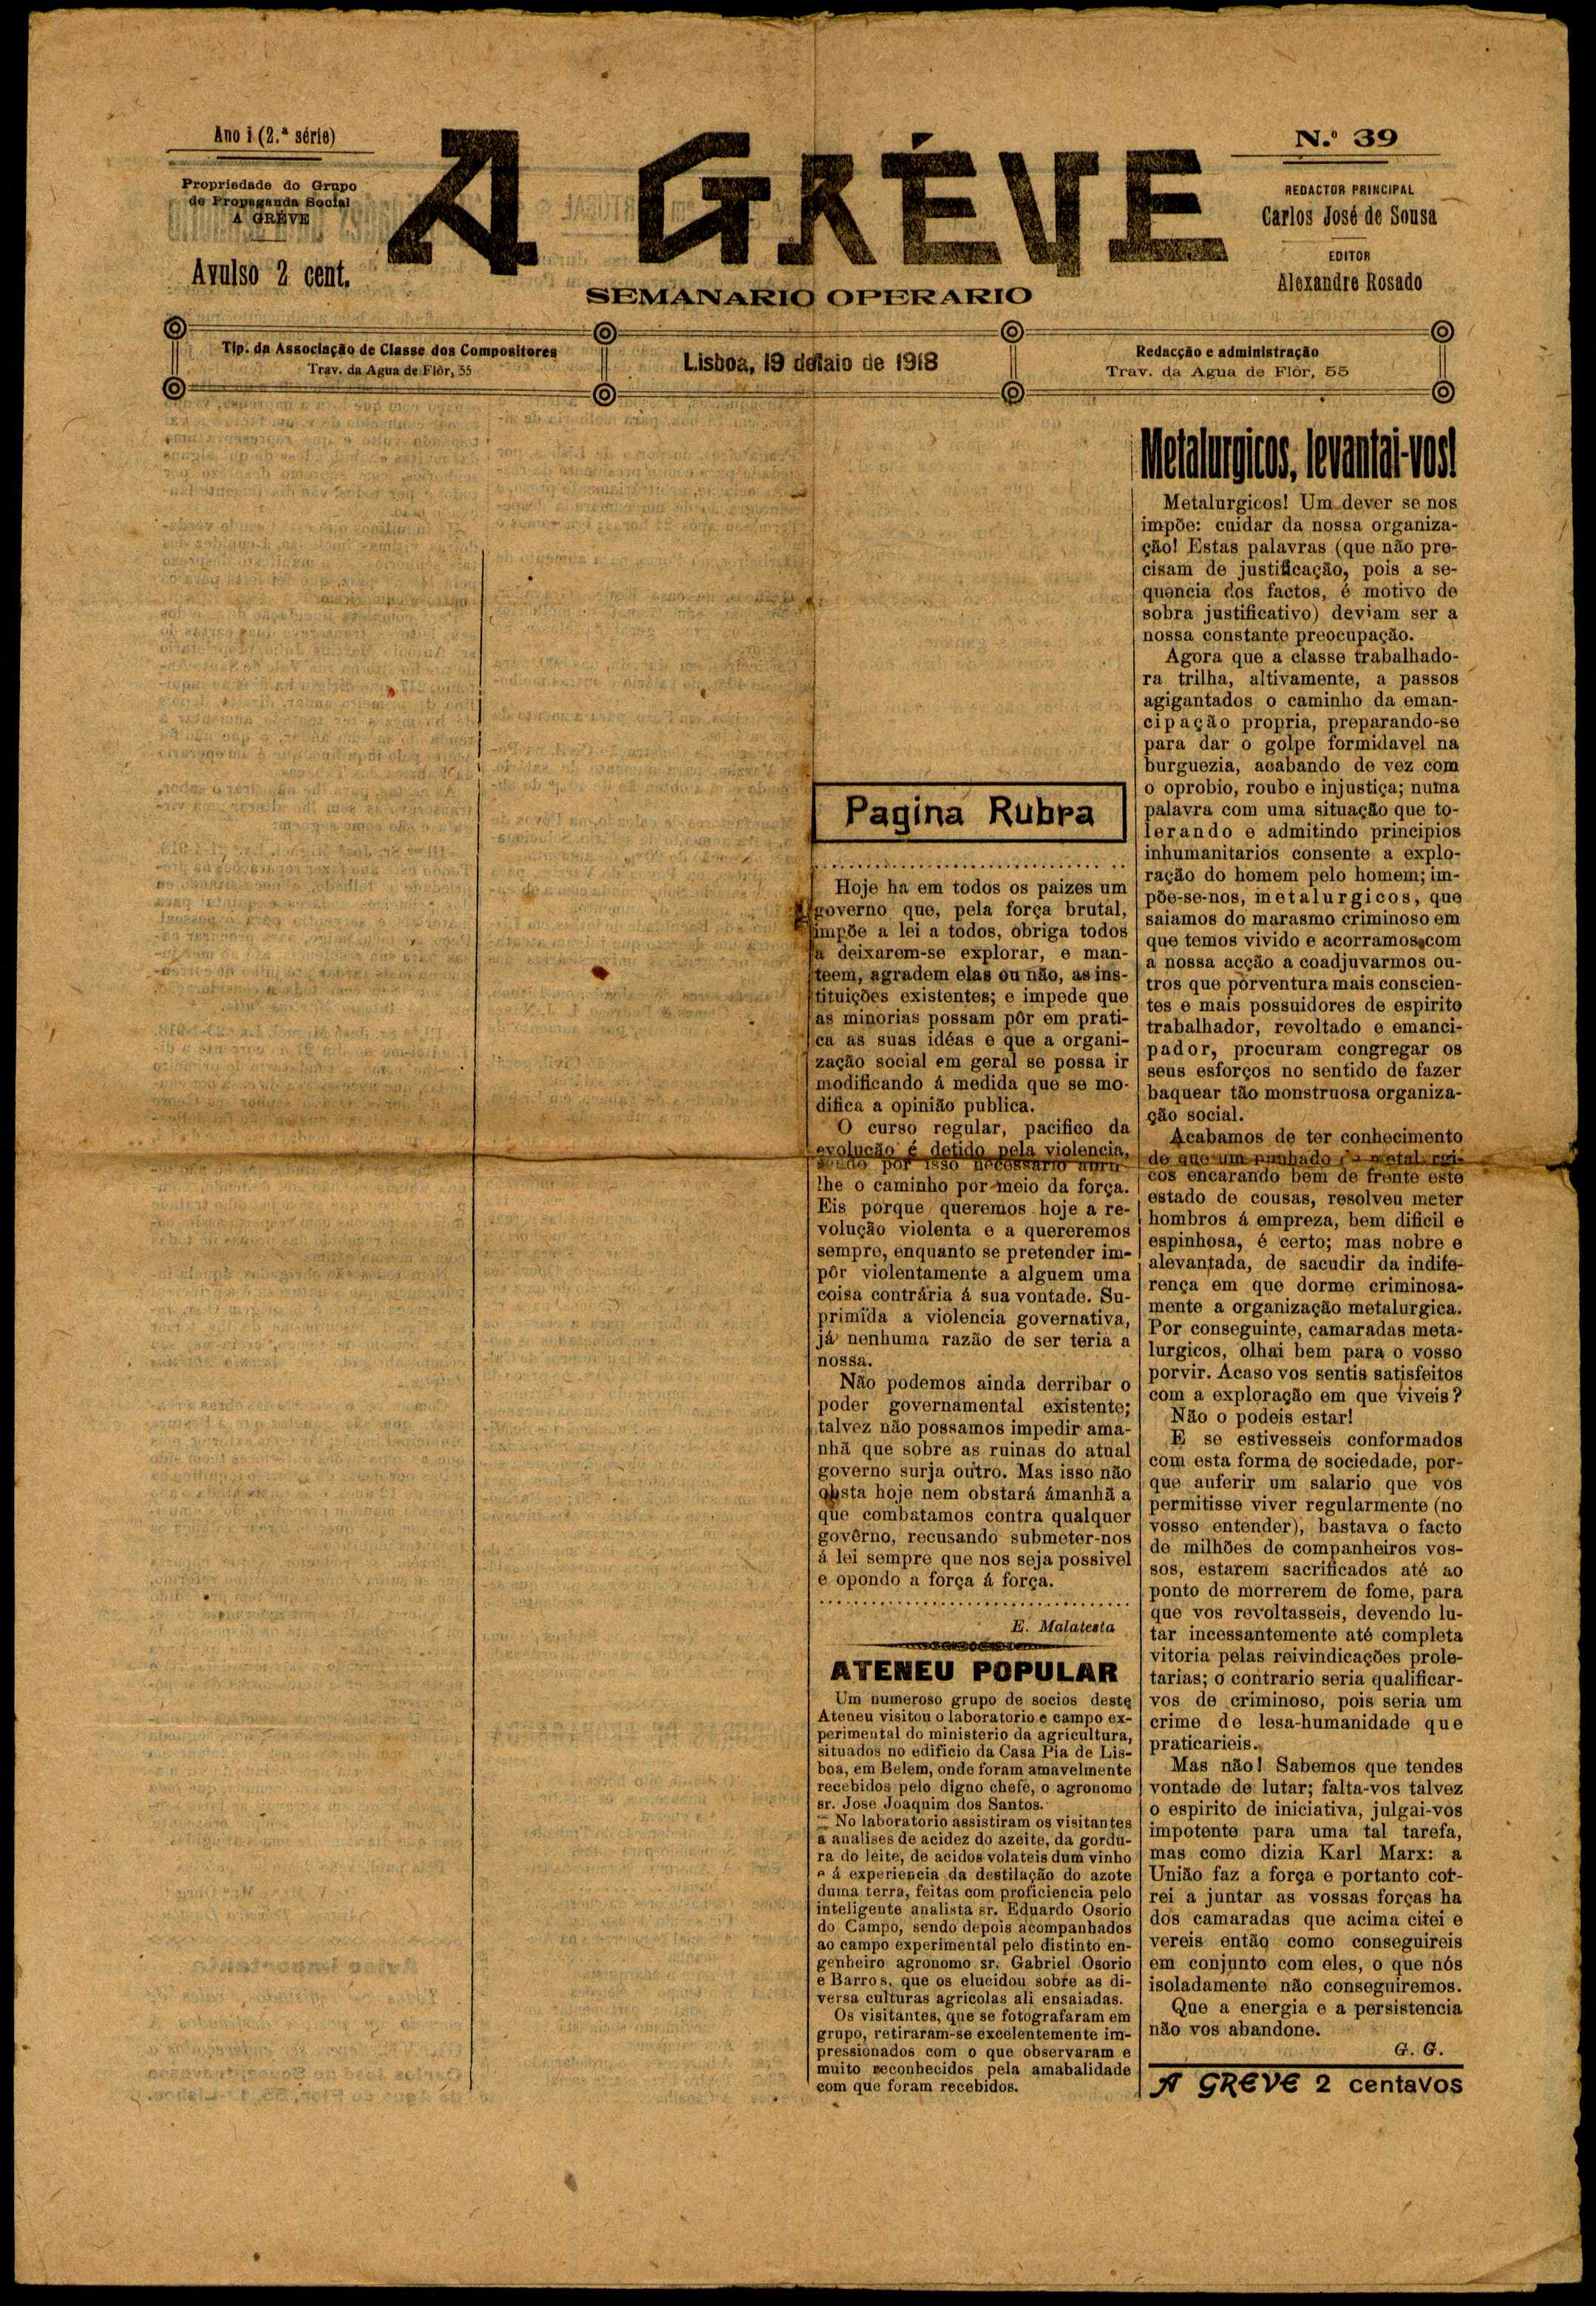 Ano I (2.ª série)
Propriedade do Grupo
de Propaganda Social
A GRÉVE
Avulso 2 cent.
A GRÉVE
SEMANARIO OPERARIO
N.º 39
REDACTOR PRINCIPAL
Carlos José de Sousa
EDITOR
Alexandre Rosado
Tip. da Associação de Classe dos Compositores
Trav. da Agua de Flôr, 55
Lisboa, 19 de Maio de 1918
Redacção e administração
Trav. da Agua de Flôr, 55
Pagina Rubra
Hoje ha em todos os paizes um
governo que, pela força brutal,
impõe a lei a todos, obriga todos
a deixarem-se explorar, e man-
teem, agradem elas ou não, as ins-
tituições existentes; e impede que
as minorias possam pôr em prati-
ca as suas idéas e que a organi-
zação social em geral se possa ir
modificando á medida que se mo-
difica a opinião publica.
O curso regular, pacifico da
evolução é detido pela violencia,
por isso necessario abrir
lhe o caminho por meio da força.
Eis porque queremos hoje a re-
volução violenta e a quereremos
sempre, enquanto se pretender im-
pôr violentamente a alguem uma
coisa contrária á sua vontade. Su-
primida a violencia governativa,
já nenhuma razão de ser teria a
nossa.
Não podemos ainda derribar o
poder governamental existente;
talvez não possamos impedir ama-
nhã que sobre as ruinas do atual
governo surja outro. Mas isso não
obsta hoje nem obstará ámanhã a
que combatamos contra qualquer
govêrno, recusando submeter-nos
á lei sempre que nos seja possivel
e opondo a força á força.
E. Malatesta
ATENEU POPULAR
Um numeroso grupo de socios deste
Ateneu visitou o laboratorio e campo ex-
perimental do ministerio da agricultura,
situados no edificio da Casa Pia de Lis-
boa, em Belem, onde foram amavelmente
recebidos pelo digno chefe, o agronomo
sr. José Joaquim dos Santos.
No laboratorio assistiram os visitantes
a analises de acidez do azeite, da gordu-
ra do leite, de acidos volateis dum vinho
e á experiencia da destilação do azote
duma terra, feitas com proficiencia pelo
inteligente analista sr. Eduardo Osorio
do Campo, sendo depois acompanhados
ao campo experimental pelo distinto en-
genheiro agronomo sr. Gabriel Osorio
e Barros, que os elucidou sobre as di-
versa culturas agricolas ali ensaiadas.
Os visitantes, que se fotografaram em
grupo, retiraram-se excelentemente im-
pressionados com o que observaram e
muito reconhecidos pela amabalidade
com que foram recebidos.
Metalurgicos, levantai-vos!
Metalurgicos! Um dever se nos
impõe: cuidar da nossa organiza-
ção! Estas palavras (que não pre-
cisam de justificação, pois a se-
quencia dos factos, é motivo de
sobra justificativo) deviam ser a
nossa constante preocupação.
Agora que a classe trabalhado-
ra trilha, altivamente, a passos
agigantados o caminho da eman-
cipação propria, preparando-se
para dar o golpe formidavel na
burguezia, acabando de vez com
o oprobio, roubo e injustiça; numa
palavra com uma situação que to-
lerando e admitindo principios
inhumanitarios consente a explo-
ração do homem pelo homem; im-
põe-se-nos, metalurgicos, que
saiamos do marasmo criminoso em
que temos vivido e acorramos com
a nossa acção a coadjuvarmos ou-
tros que porventura mais conscien-
tes e mais possuidores de espirito
trabalhador, revoltado e emanci-
pador, procuram congregar os
seus esforços no sentido de fazer
baquear tão monstruosa organiza-
ção social.
Acabamos de ter conhecimento
de que um punhado de metalurgi-
cos encarando bem de frente este
estado de cousas, resolveu meter
hombros á empreza, bem dificil e
espinhosa, é certo; mas nobre e
alevantada, de sacudir da indife-
rença em que dorme criminosa-
mente a organização metalurgica.
Por conseguinte, camaradas meta-
lurgicos, olhai bem para o vosso
porvir. Acaso vos sentis satisfeitos
com a exploração em que viveis?
Não o podeis estar!
E se estivesseis conformados
com esta forma de sociedade, por-
que auferir um salario que vos
permitisse viver regularmente (no
vosso entender), bastava o facto
de milhões de companheiros vos-
sos, estarem sacrificados até ao
ponto de morrerem de fome, para
que vos revoltasseis, devendo lu-
tar incessantemente até completa
vitoria pelas reivindicações prole-
tarias; o contrario seria qualificar-
vos de criminoso, pois seria um
crime de lesa-humanidade que
praticarieis.
Mas não! Sabemos que tendes
vontade de lutar; falta-vos talvez
o espirito de iniciativa, julgai-vos
impotente para uma tal tarefa,
mas como dizia Karl Marx: a
União faz a força e portanto cor-
rei a juntar as vossas forças ha
dos camaradas que acima citei e
vereis então como conseguireis
em conjunto com eles, o que nós
isoladamente não conseguiremos.
Que a energia e a persistencia
não vos abandone.
G. G.
A GREVE 2 centavos